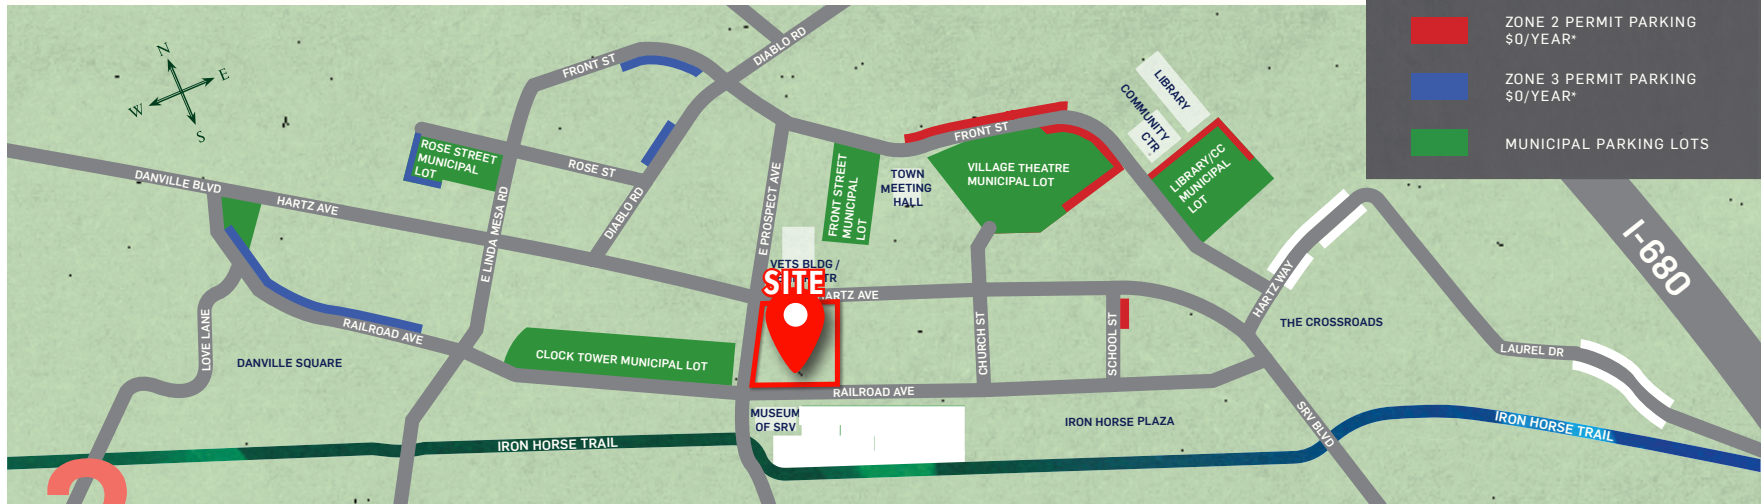 ZONE 2 PERMIT PARKING
$0/YEAR*
ZONE 3 PERMIT PARKING
$0/YEAR*
MUNICIPAL PARKING LOTS
N
E
W
S
DIABLO RD
FRONT ST
LIBRARY
COMMUNITY
CTR
FRONT ST
ROSE STREET
MUNICIPAL
LOT
ROSE ST
DANVILLE BLVD
HARTZ AVE
E LINDA MESA RD
DIABLO RD
E PROSPECT AVE
FRONT STREET
MUNICIPAL
LOT
TOWN
MEETING
HALL
VILLAGE THEATRE
MUNICIPAL LOT
LIBRARY/CC
MUNICIPAL
LOT
I-680
VETS BLDG /
TR
SITE
HARTZ AVE
HARTZ WAY
THE CROSSROADS
LOVE LANE
RAILROAD AVE
DANVILLE SQUARE
CLOCK TOWER MUNICIPAL LOT
CHURCH ST
SCHOOL ST
LAUREL DR
RAILROAD AVE
MUSEUM
OF SRV
IRON HORSE PLAZA
SRV BLVD
IRON HORSE TRAIL
IRON HORSE TRAIL